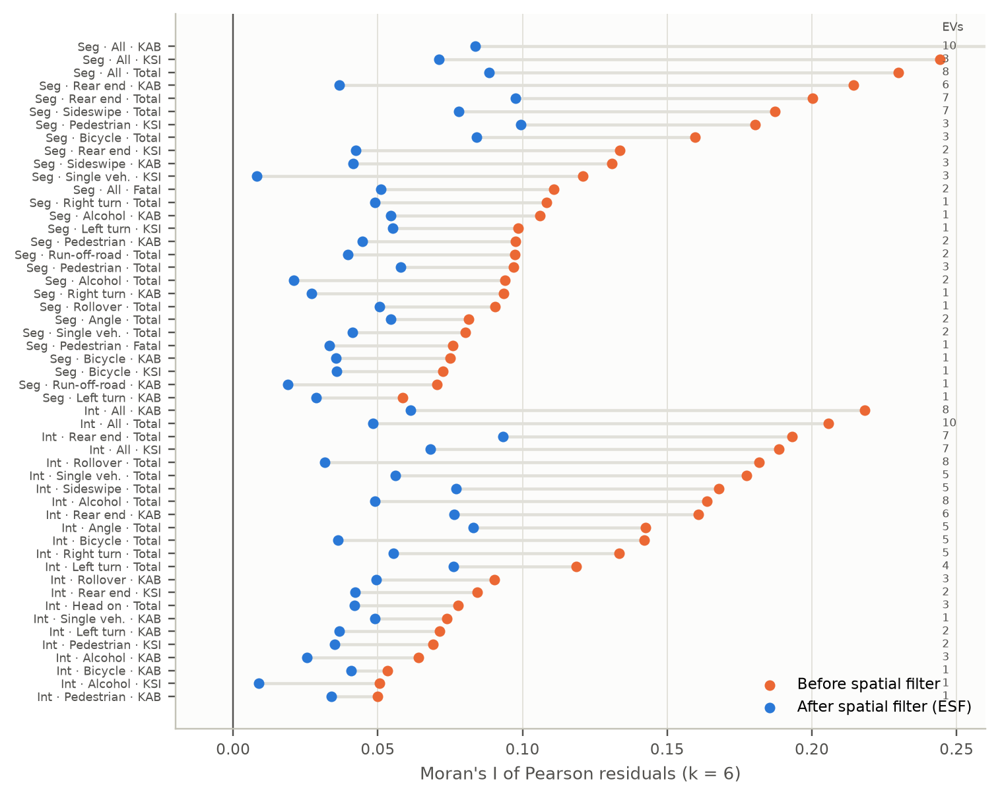 EVs
Seg · All · KAB 10
Seg · All · KSI 3
Seg · All · Total 8
Seg · Rear end · KAB 6
Seg · Rear end · Total 7
Seg · Sideswipe · Total 7
Seg · Pedestrian · KSI 3
Seg · Bicycle · Total 3
Seg · Rear end · KSI 2
Seg · Sideswipe · KAB 3
Seg · Single veh. · KSI 3
Seg · All · Fatal 2
Seg · Right turn · Total 1
Seg · Alcohol · KAB 1
Seg · Left turn · KSI 1
Seg · Pedestrian · KAB 2
Seg · Run-off-road · Total 2
Seg · Pedestrian · Total 3
Seg · Alcohol · Total 2
Seg · Right turn · KAB 1
Seg · Rollover · Total 1
Seg · Angle · Total 2
Seg · Single veh. · Total 2
Seg · Pedestrian · Fatal 1
Seg · Bicycle · KAB 1
Seg · Bicycle · KSI 1
Seg · Run-off-road · KAB 1
Seg · Left turn · KAB 1
Int · All · KAB 8
Int · All · Total 10
Int · Rear end · Total 7
Int · All · KSI 7
Int · Rollover · Total 8
Int · Single veh. · Total 5
Int · Sideswipe · Total 5
Int · Alcohol · Total 8
Int · Rear end · KAB 6
Int · Angle · Total 5
Int · Bicycle · Total 5
Int · Right turn · Total 5
Int · Left turn · Total 4
Int · Rollover · KAB 3
Int · Rear end · KSI 2
Int · Head on · Total 3
Int · Single veh. · KAB 1
Int · Left turn · KAB 2
Int · Pedestrian · KSI 2
Int · Alcohol · KAB 3
Int · Bicycle · KAB 1
Int · Alcohol · KSI 1
Int · Pedestrian · KAB 1
Before spatial filter
After spatial filter (ESF)
0.00 0.05 0.10 0.15 0.20 0.25
Moran's I of Pearson residuals (k = 6)